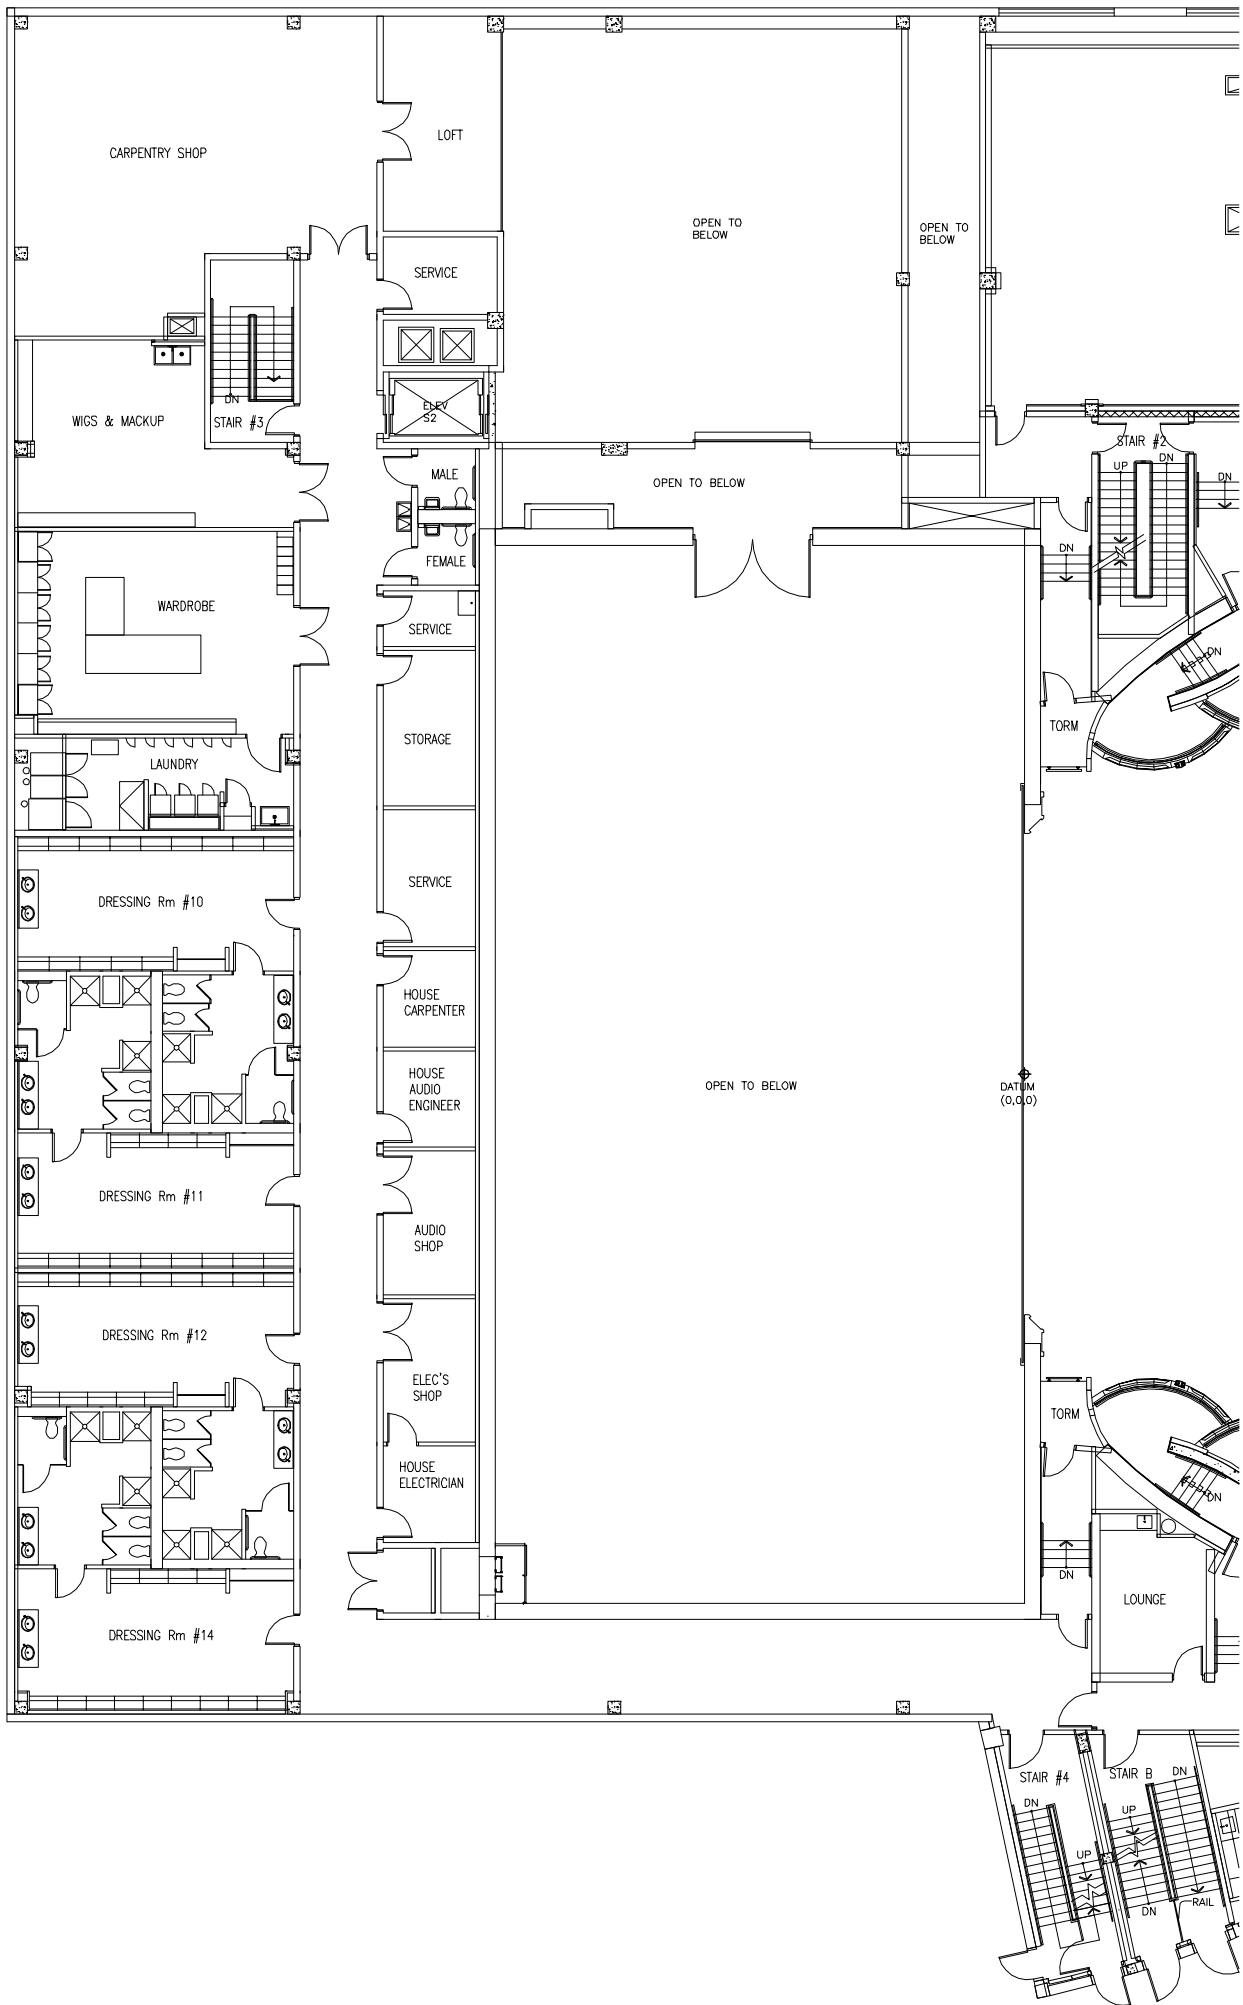 CARPENTRY SHOP
LOFT
OPEN TO
BELOW
OPEN TO
BELOW
SERVICE
ELEV
S2
DN
STAIR #3
WIGS & MACKUP
STAIR #2
UP
DN
DN
MALE
OPEN TO BELOW
FEMALE
DN
WARDROBE
SERVICE
DN
TORM
STORAGE
LAUNDRY
SERVICE
DRESSING Rm #10
HOUSE
CARPENTER
HOUSE
AUDIO
ENGINEER
OPEN TO BELOW
DATUM
(0,0,0)
DRESSING Rm #11
AUDIO
SHOP
DRESSING Rm #12
ELEC'S
SHOP
TORM
HOUSE
ELECTRICIAN
DN
DN
LOUNGE
DRESSING Rm #14
STAIR #4
STAIR B
DN
DN
UP
UP
RAIL
DN